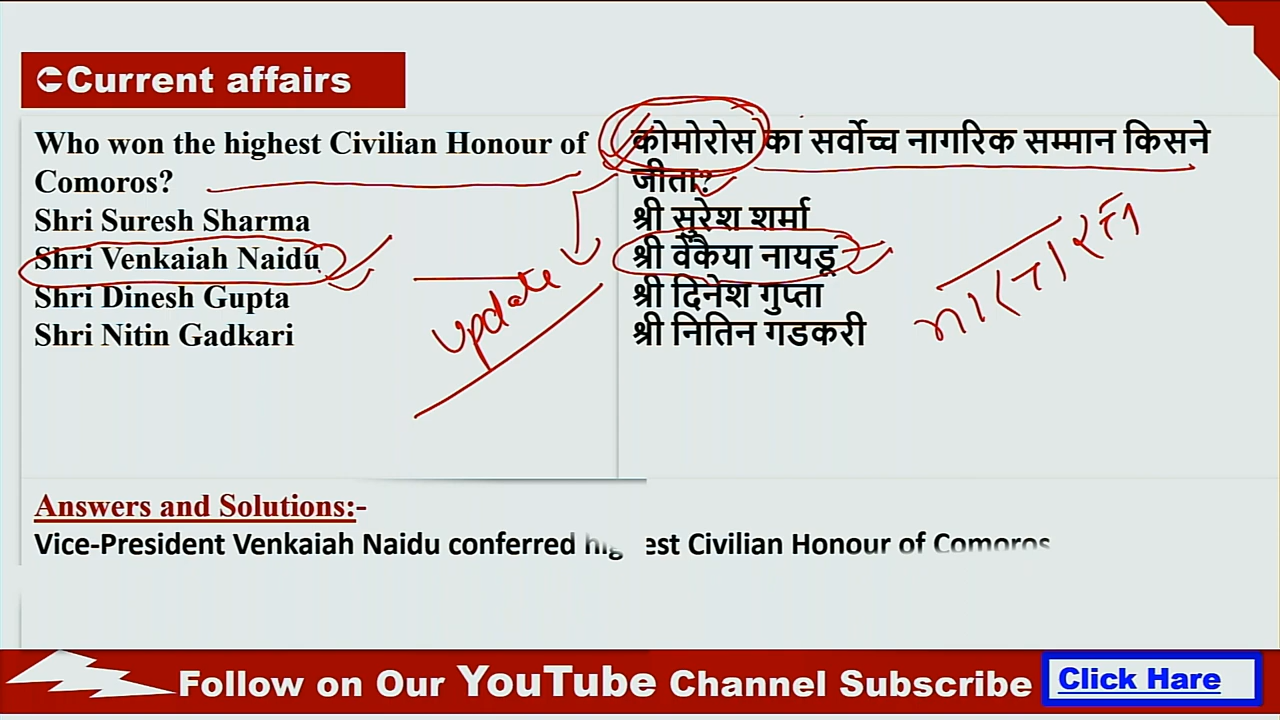 Current affairs
Who won the highest Civilian Honour of
Comoros?
Shri Suresh Sharma
Shri Venkaiah Naidu
Shri Dinesh Gupta
Shri Nitin Gadkari
update
कोमोरोस का सर्वोच्च नागरिक सम्मान किसने
जीता?
श्री सुरेश शर्मा
श्री वेंकैया नायडू
श्री दिनेश गुप्ता
श्री नितिन गडकरी
Answers and Solutions:-
Vice-President Venkaiah Naidu conferred highest Civilian Honour of Comoros
Follow on Our YouTube Channel Subscribe
Click Hare